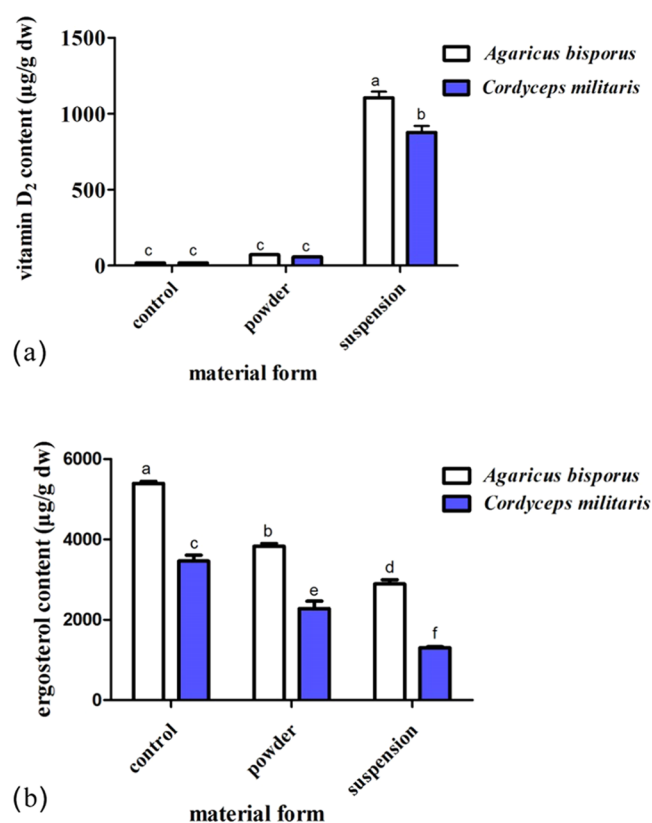 1500
1000
500
0
vitamin D2 content (μg/g dw)
Agaricus bisporus
Cordyceps militaris
c c c c a b
control powder suspension
material form
(a)
6000
4000
2000
0
ergosterol content (μg/g dw)
Agaricus bisporus
Cordyceps militaris
a c b e d f
control powder suspension
material form
(b)